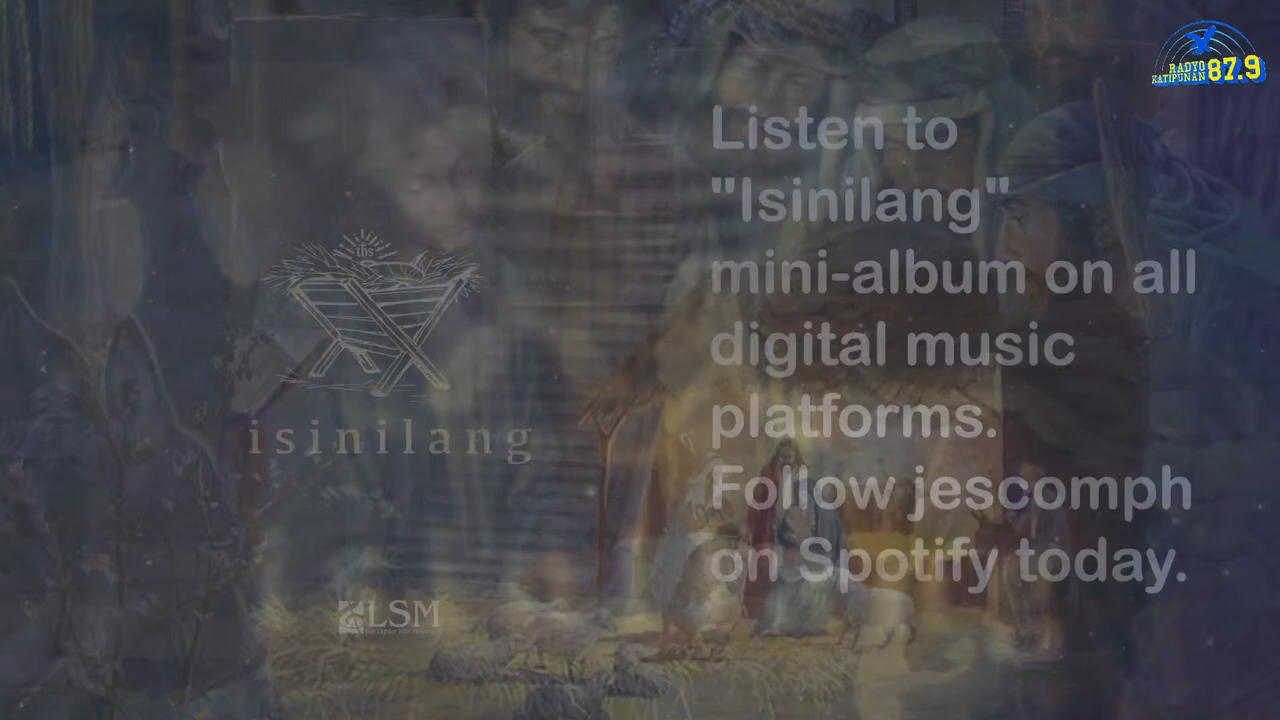 RADYO
KATIPUNAN 87.9
Listen to
"Isinilang"
mini-album on all
digital music
platforms.
Follow jescomph
on Spotify today.
ihs
isinilang
LSM